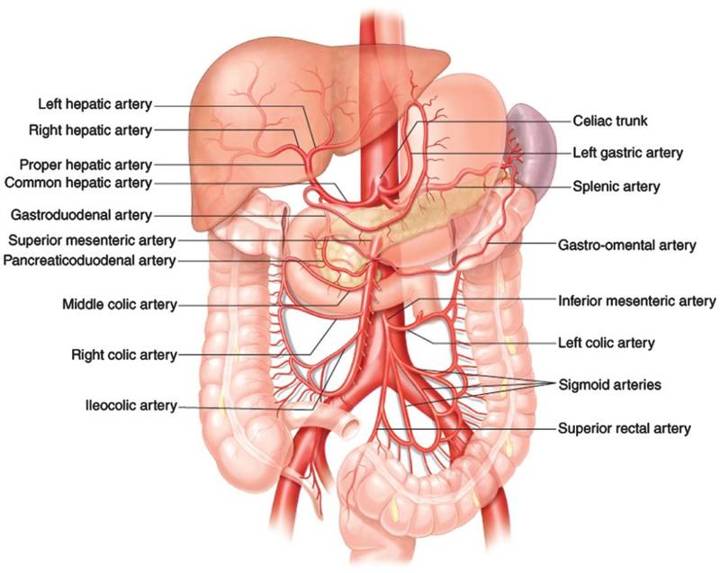 Left hepatic artery
Right hepatic artery
Proper hepatic artery
Common hepatic artery
Gastroduodenal artery
Superior mesenteric artery
Pancreaticoduodenal artery
Middle colic artery
Right colic artery
Ileocolic artery
Celiac trunk
Left gastric artery
Splenic artery
Gastro-omental artery
Inferior mesenteric artery
Left colic artery
Sigmoid arteries
Superior rectal artery